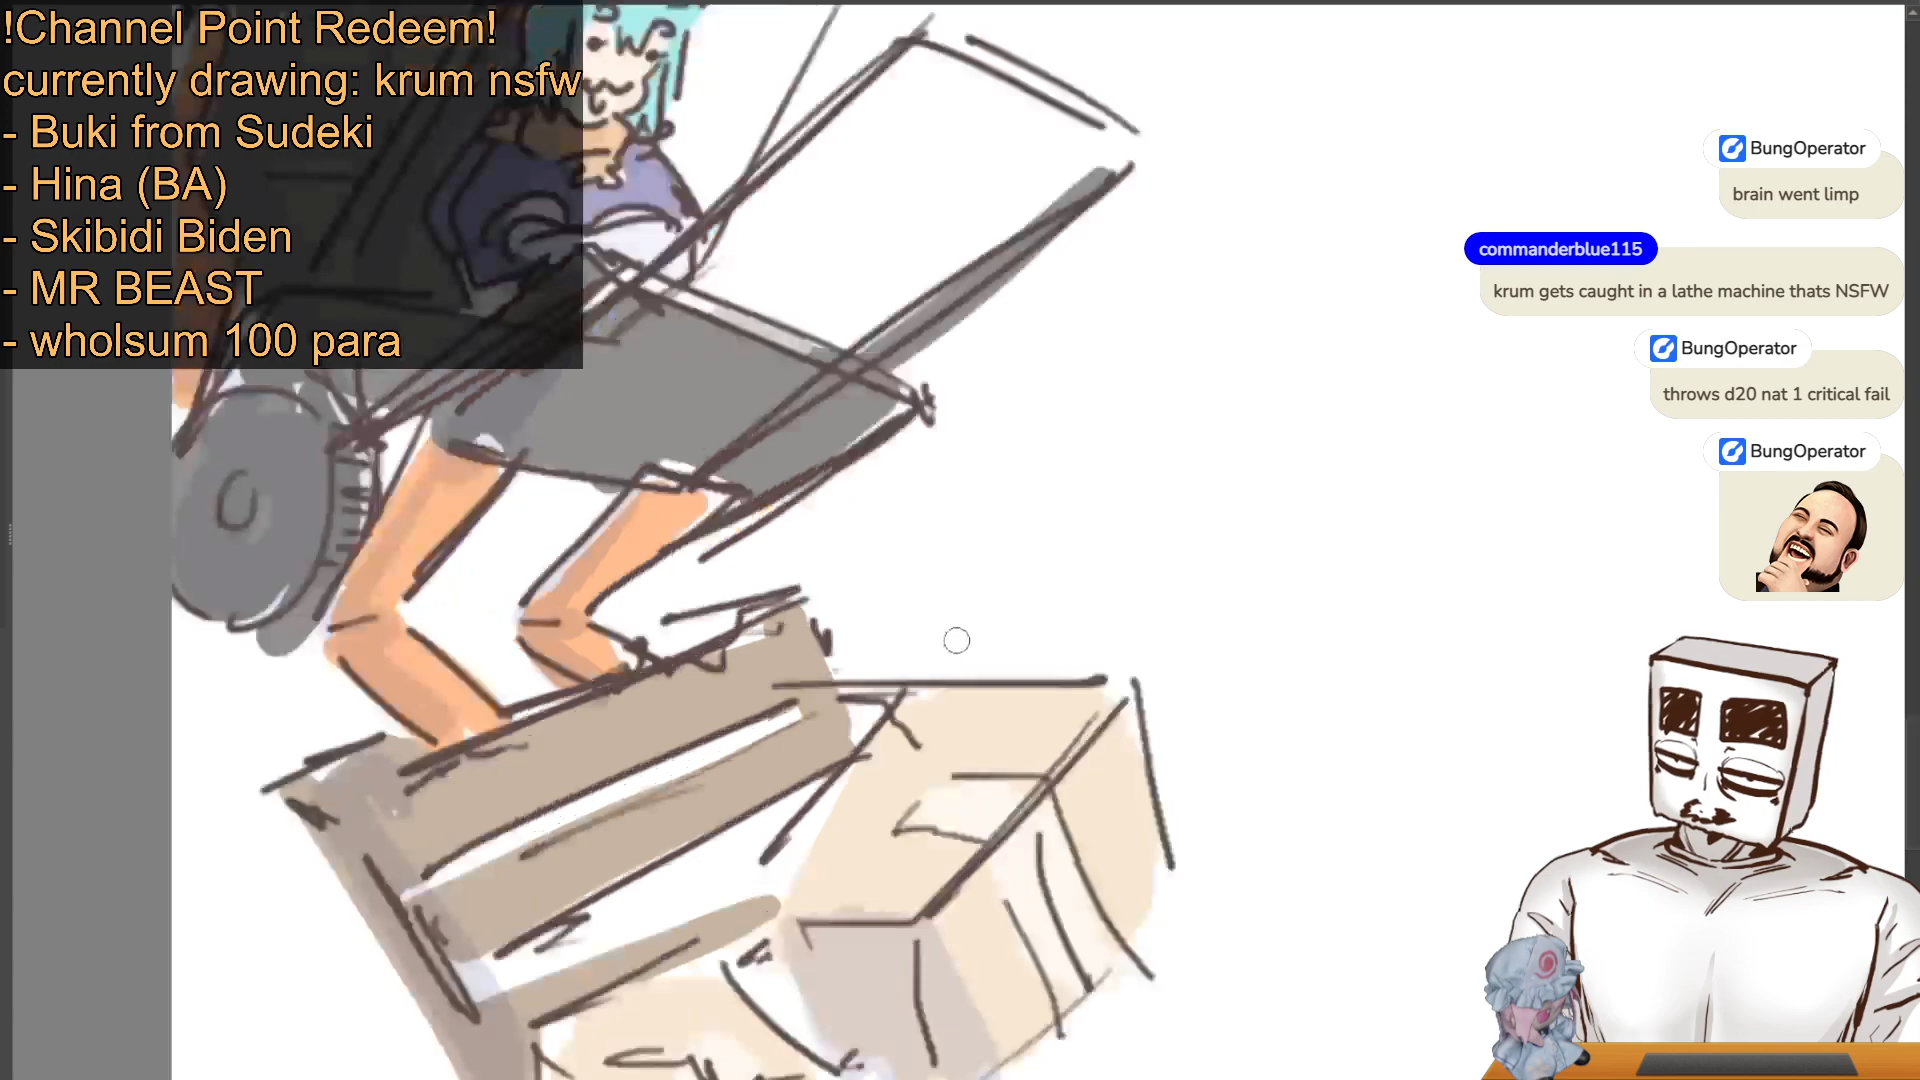 !Channel Point Redeem!
currently drawing: krum nsfw
- Buki from Sudeki
- Hina (BA)
- Skibidi Biden
- MR BEAST
- wholsum 100 para
BungOperator
brain went limp
commanderblue115
krum gets caught in a lathe machine thats NSFW
BungOperator
throws d20 nat 1 critical fail
BungOperator